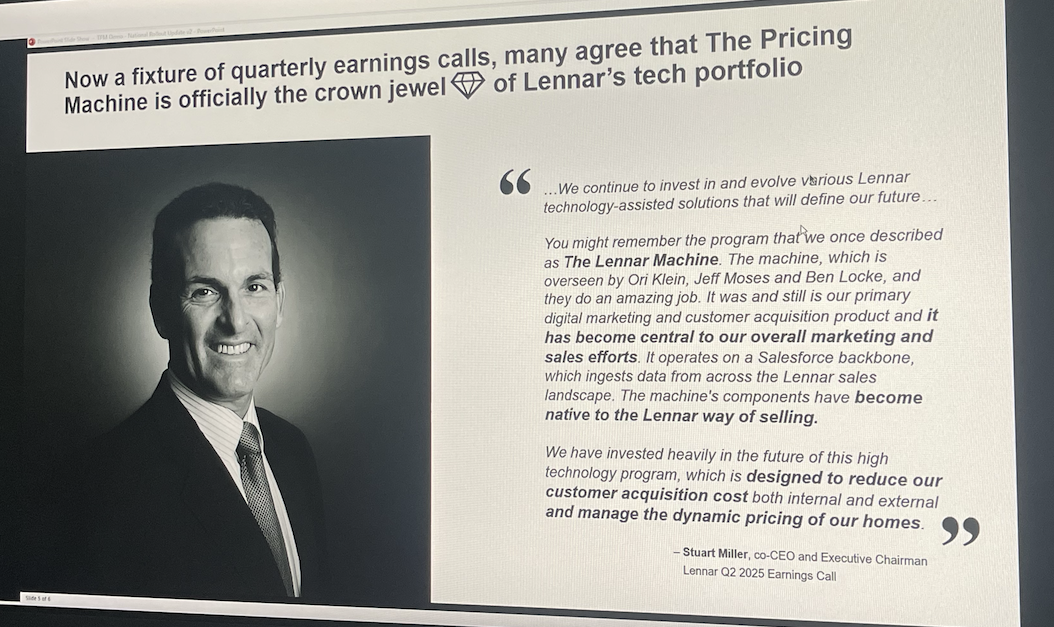 Now a fixture of quarterly earnings calls, many agree that The Pricing
Machine is officially the crown jewel of Lennar's tech portfolio
“ …We continue to invest in and evolve various Lennar
technology-assisted solutions that will define our future…
You might remember the program that we once described
as The Lennar Machine. The machine, which is
overseen by Ori Klein, Jeff Moses and Ben Locke, and
they do an amazing job. It was and still is our primary
digital marketing and customer acquisition product and it
has become central to our overall marketing and
sales efforts. It operates on a Salesforce backbone,
which ingests data from across the Lennar sales
landscape. The machine's components have become
native to the Lennar way of selling.
We have invested heavily in the future of this high
technology program, which is designed to reduce our
customer acquisition cost both internal and external
and manage the dynamic pricing of our homes. ”
– Stuart Miller, co-CEO and Executive Chairman
Lennar Q2 2025 Earnings Call
Slide 5 of 6